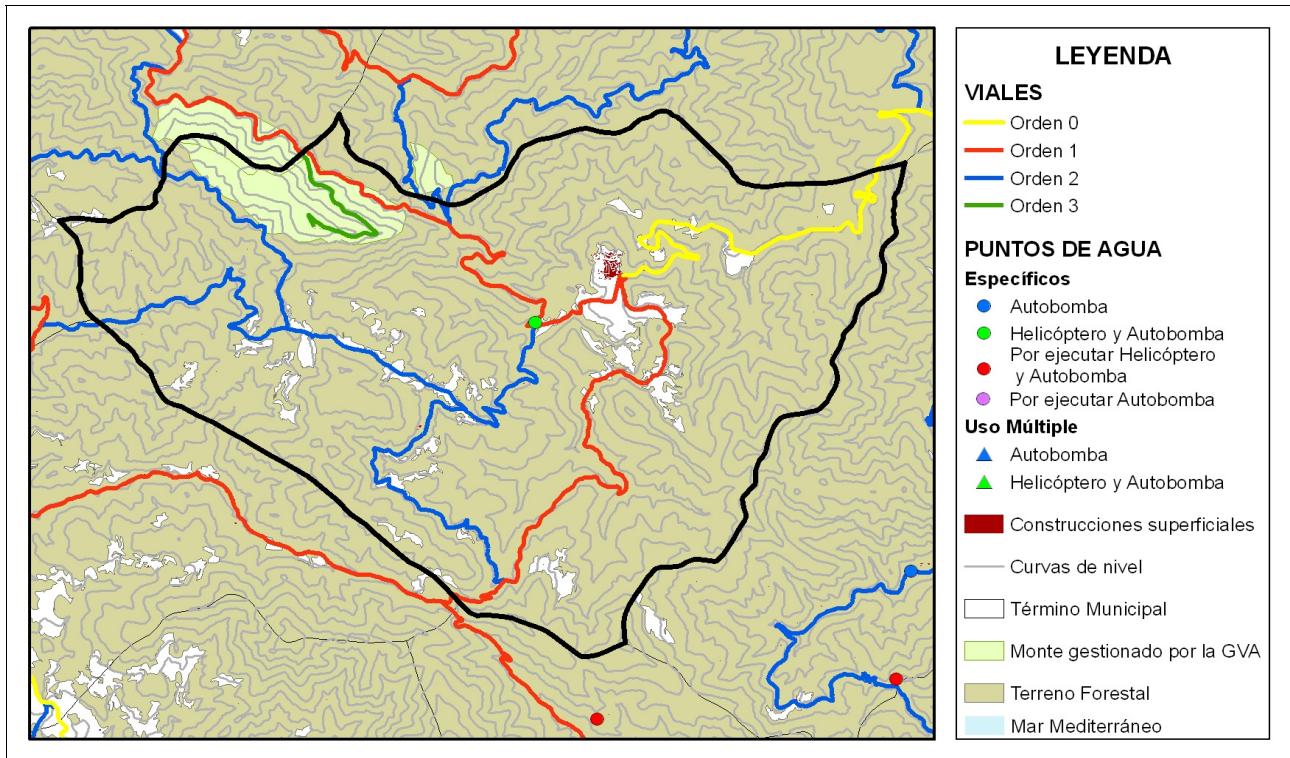 LEYENDA
VIALES
Orden 0
Orden 1
Orden 2
Orden 3
PUNTOS DE AGUA
Específicos
Autobomba
Helicóptero y Autobomba
Por ejecutar Helicóptero
y Autobomba
Por ejecutar Autobomba
Uso Múltiple
Autobomba
Helicóptero y Autobomba
Construcciones superficiales
Curvas de nivel
Término Municipal
Monte gestionado por la GVA
Terreno Forestal
Mar Mediterráneo